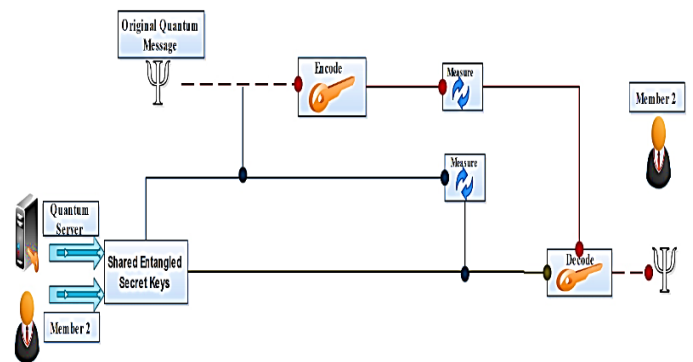 Original Quantum
Message
Ψ
Encode
Measure
Member 2
Measure
Quantum
Server
Shared Entangled
Secret Keys
Decode
Ψ
Member 2